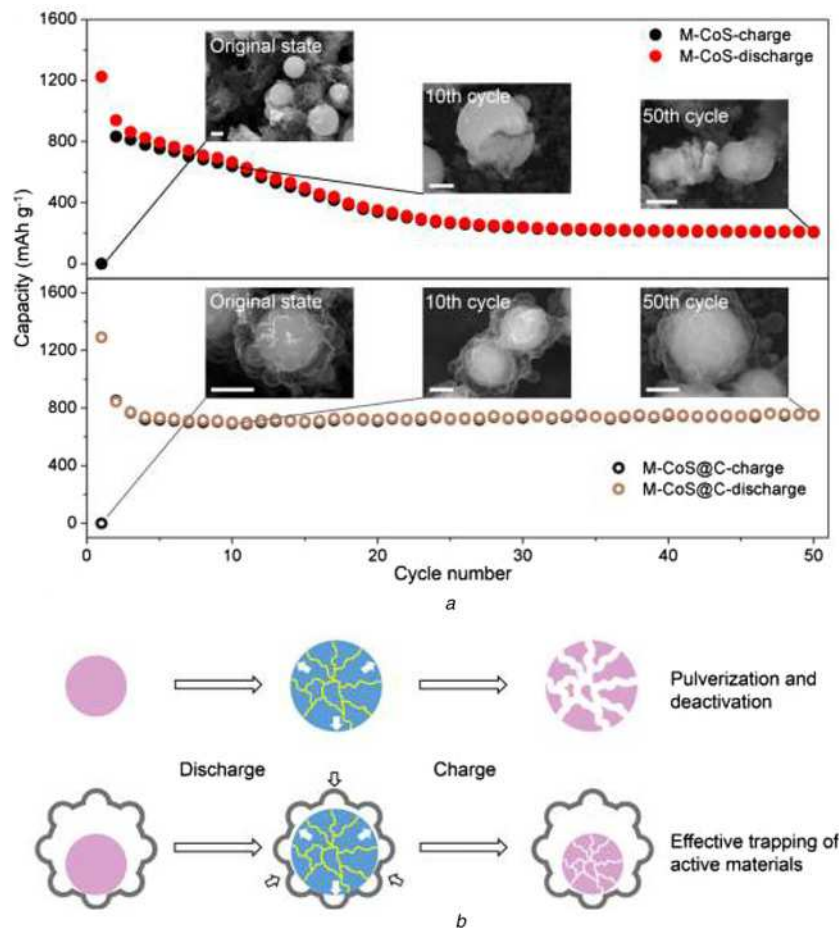 1600
1200
800
400
0
Original state
10th cycle
50th cycle
M-CoS-charge
M-CoS-discharge
Capacity (mAh g⁻¹)
1600
1200
800
400
0
Original state
10th cycle
50th cycle
M-CoS@C-charge
M-CoS@C-discharge
0
10
20
30
40
50
Cycle number
a
Pulverization and
deactivation
Discharge
Charge
Effective trapping of
active materials
b